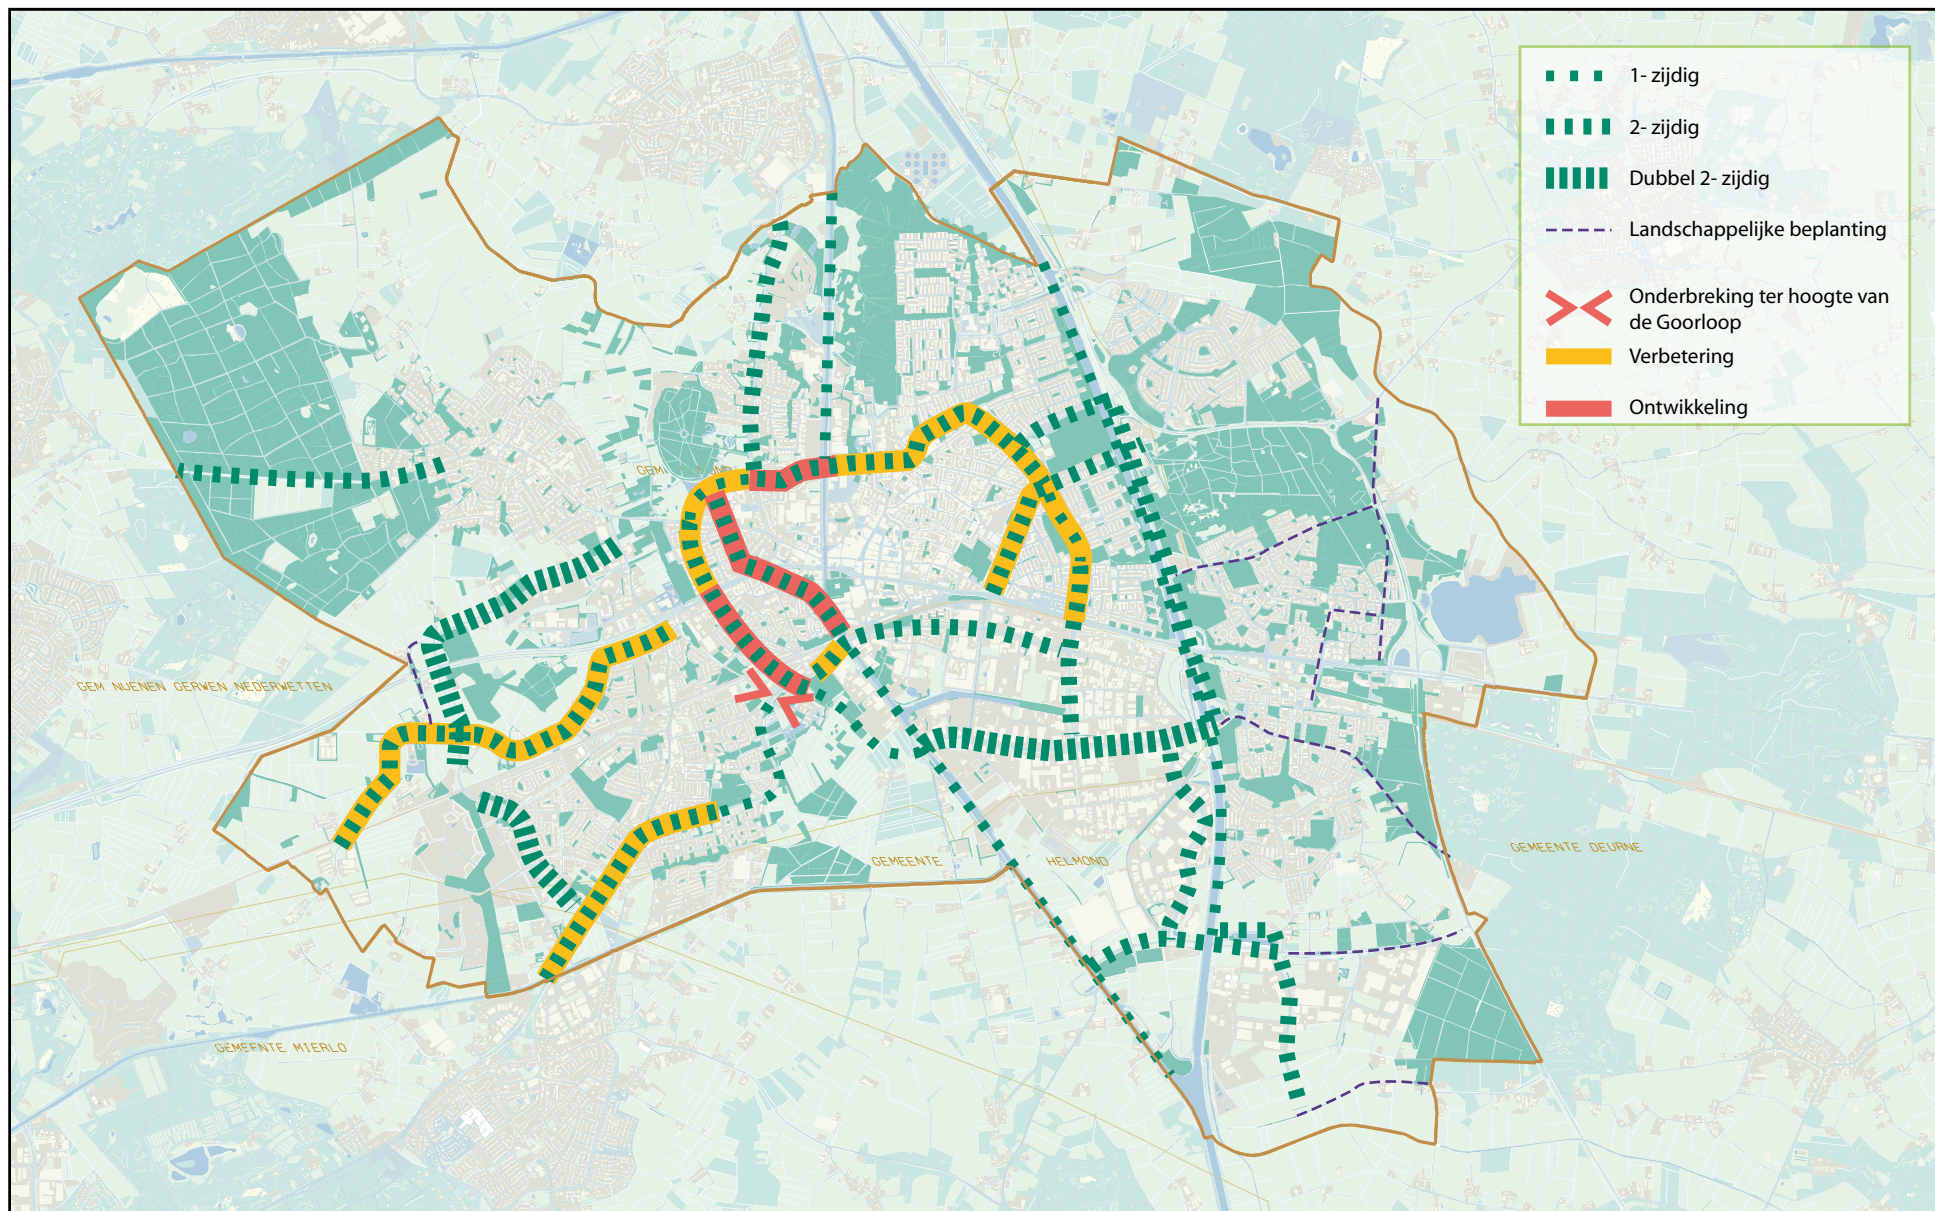 1- zijdig
2- zijdig
Dubbel 2- zijdig
Landschappelijke beplanting
Onderbreking ter hoogte van
de Goorloop
Verbetering
Ontwikkeling
GEM NUENEN GERWEN NEDERWETTEN
GEMEENTE HELMOND
GEMEENTE DEURNE
GEMEENTE MIERLO